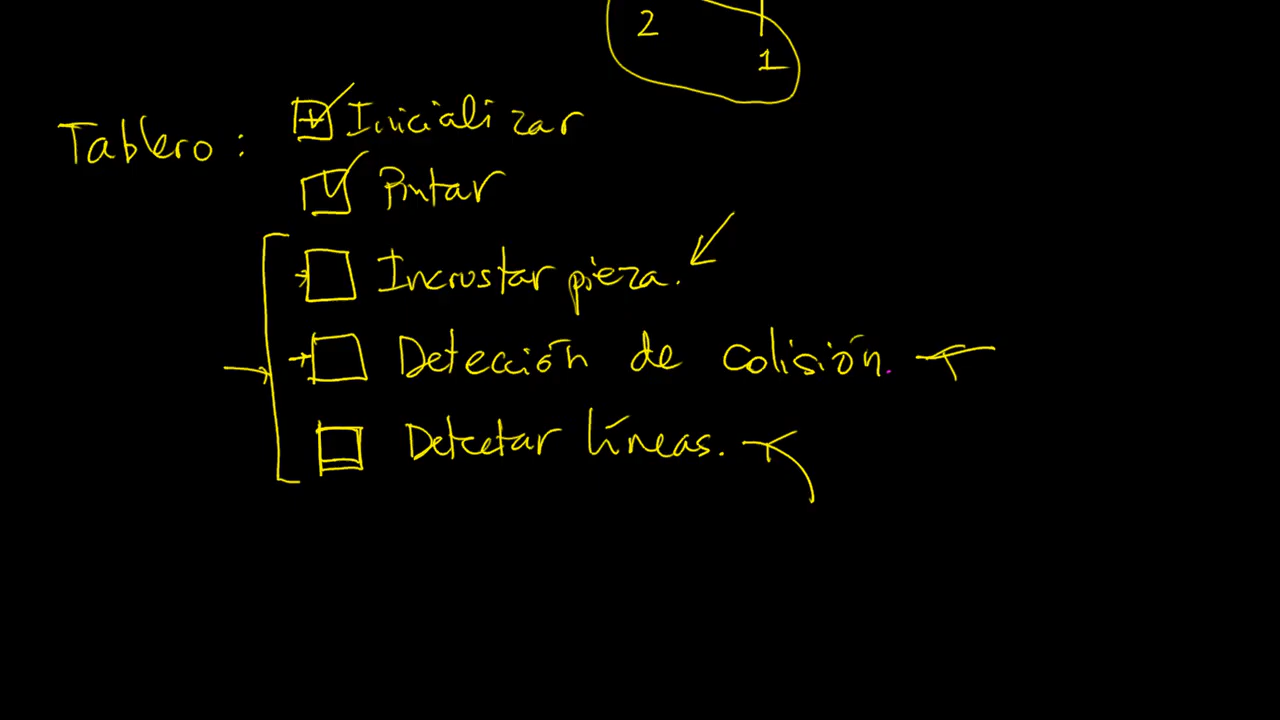 2
1
Tablero: Inicializar
Pintar
Incrustar pieza.
Detección de colisión.
Detectar líneas.